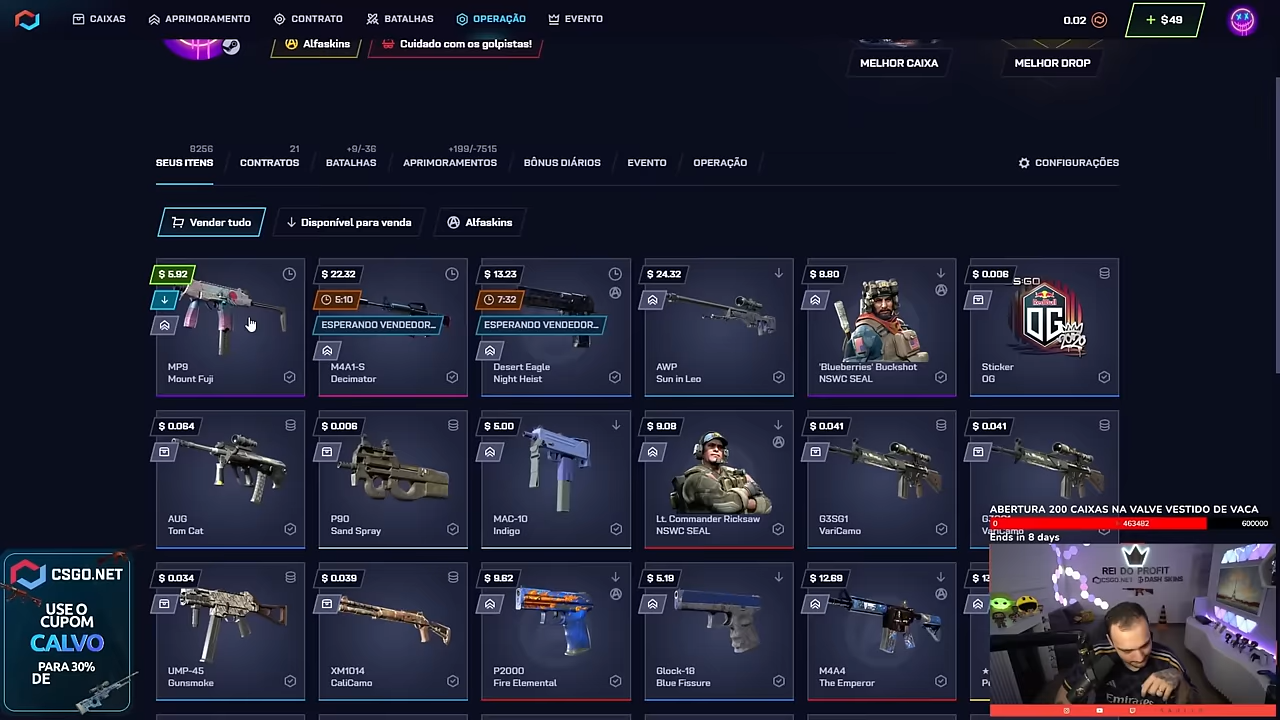 CAIXAS
APRIMORAMENTO
CONTRATO
BATALHAS
OPERAÇÃO
EVENTO
0.02
+ $49
Alfaskins
Cuidado com os golpistas!
MELHOR CAIXA
MELHOR DROP
8256
SEUS ITENS
21
CONTRATOS
+9/-36
BATALHAS
+199/-7515
APRIMORAMENTOS
BÔNUS DIÁRIOS
EVENTO
OPERAÇÃO
CONFIGURAÇÕES
Vender tudo
Disponível para venda
Alfaskins
$ 5.92
MP9
Mount Fuji
$ 22.32
5:10
ESPERANDO VENDEDOR...
M4A1-S
Decimator
$ 13.23
7:32
ESPERANDO VENDEDOR...
Desert Eagle
Night Heist
$ 24.32
AWP
Sun in Leo
$ 8.80
'Blueberries' Buckshot
NSWC SEAL
$ 0.006
OG
2020
Sticker
OG
$ 0.064
AUG
Tom Cat
$ 0.006
P90
Sand Spray
$ 5.00
MAC-10
Indigo
$ 9.08
Lt. Commander Ricksaw
NSWC SEAL
$ 0.041
G3SG1
VariCamo
$ 0.041
ABERTURA 200 CAIXAS NA VALVE VESTIDO DE VACA
0
463482
600000
Ends in 8 days
$ 0.034
UMP-45
Gunsmoke
$ 0.039
XM1014
CaliCamo
$ 9.62
P2000
Fire Elemental
$ 5.19
Glock-18
Blue Fissure
$ 12.69
M4A4
The Emperor
CSGO.NET
USE O
CUPOM
CALVO
PARA 30%
DE
REI DO PROFIT
CSGO.NET
DASH SKINS